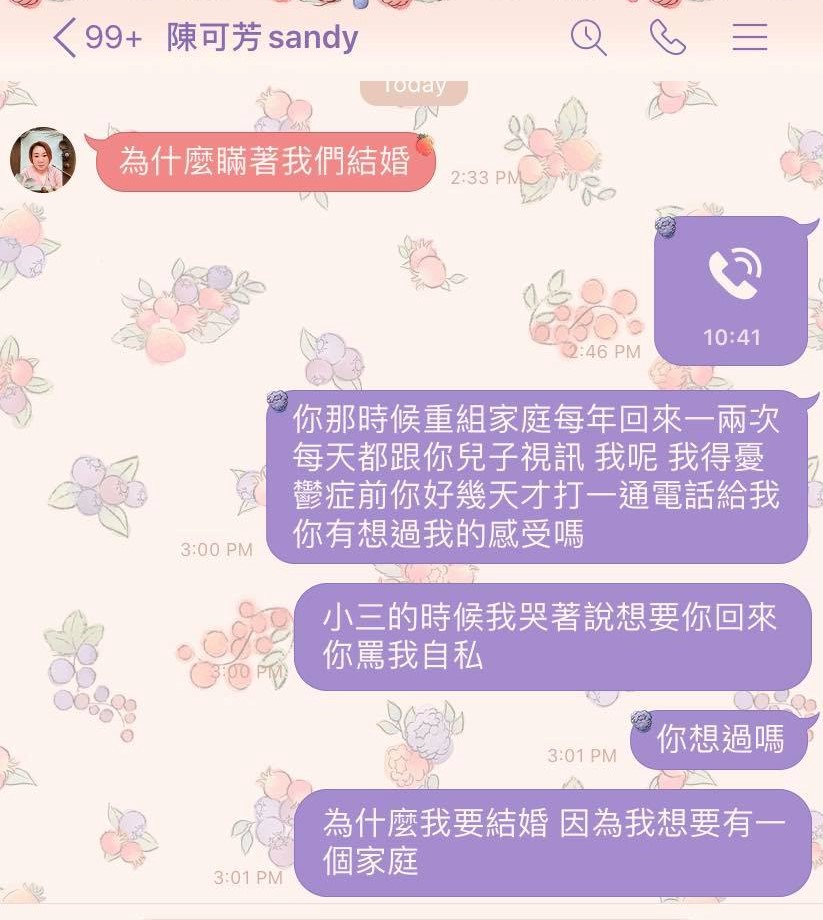 99+ 陳可芳sandy
Today
為什麼瞞著我們結婚
2:33 PM
10:41
2:46 PM
你那時候重組家庭每年回來一兩次
每天都跟你兒子視訊 我呢 我得憂
鬱症前你好幾天才打一通電話給我
你有想過我的感受嗎
3:00 PM
小三的時候我哭著說想要你回來
你罵我自私
3:00 PM
你想過嗎
3:01 PM
為什麼我要結婚 因為我想要有一
個家庭
3:01 PM